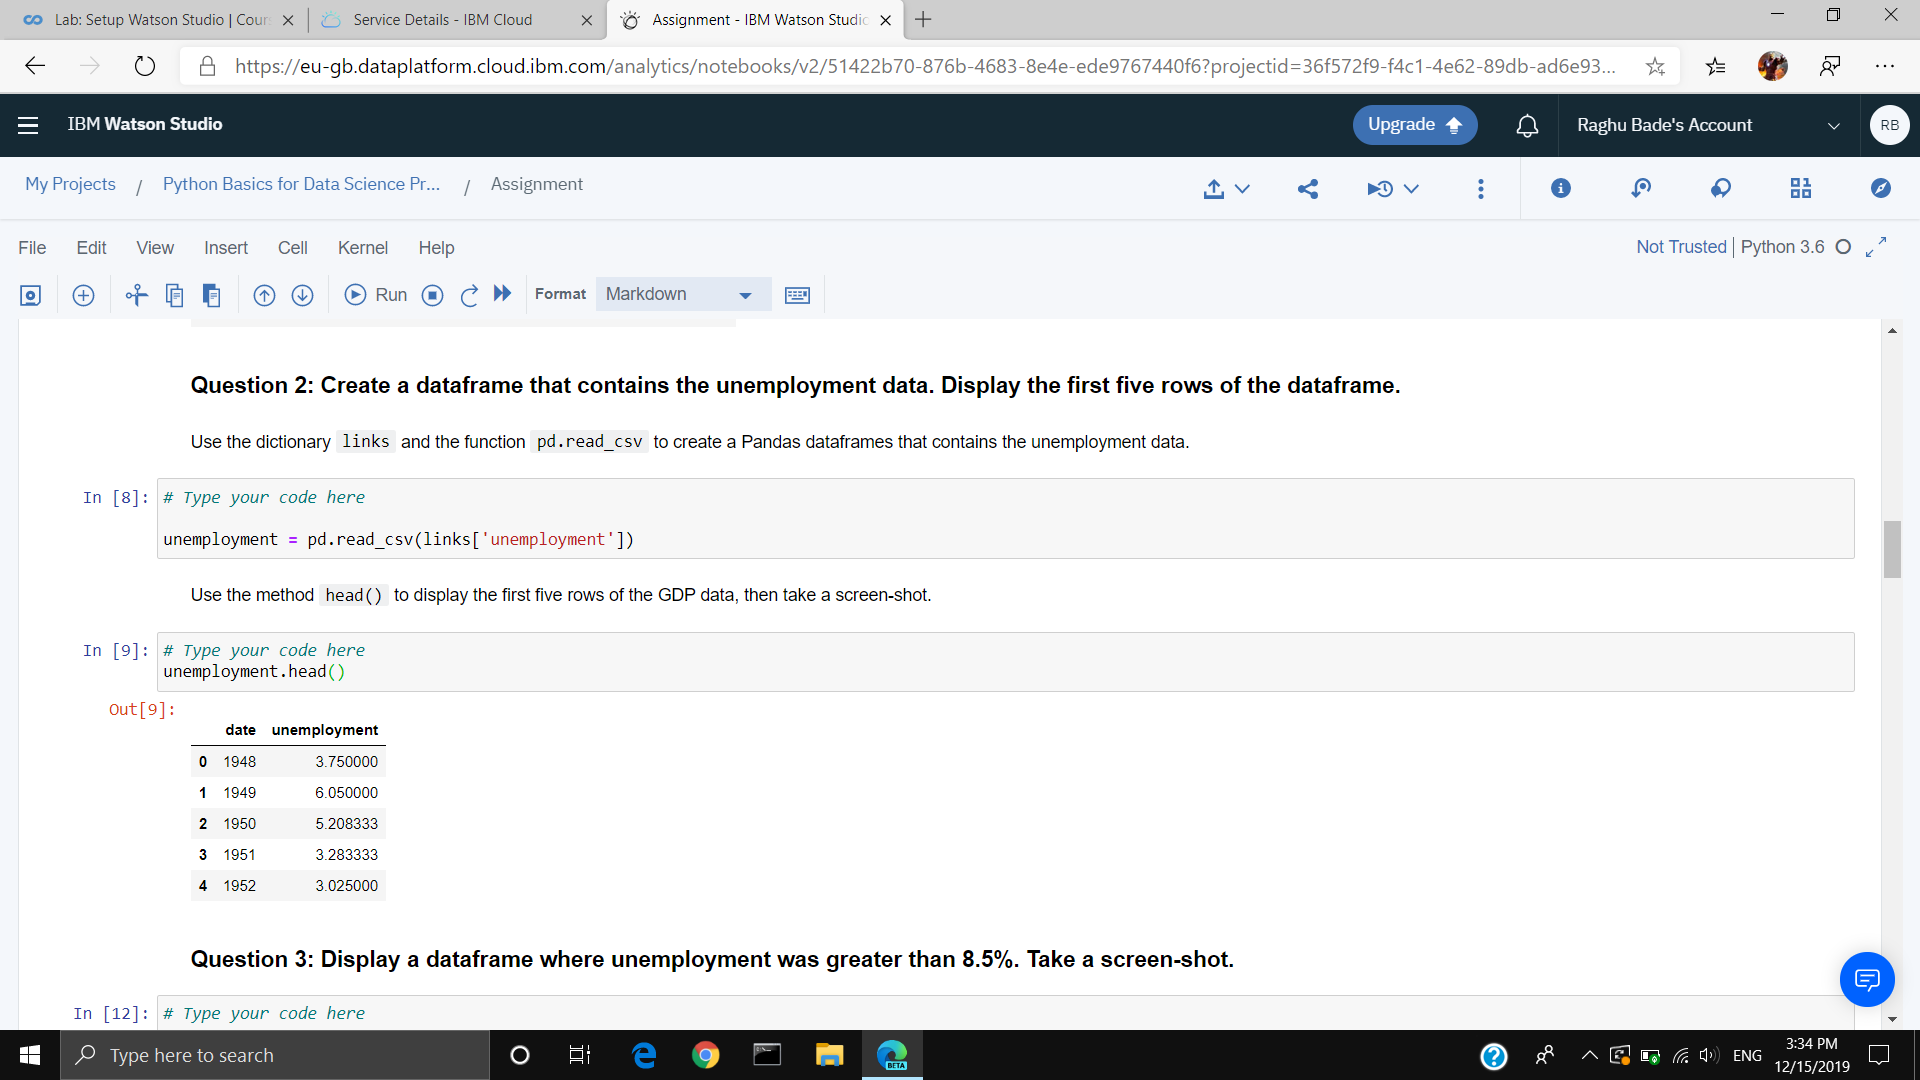 Lab: Setup Watson Studio | Cour
Service Details - IBM Cloud
Assignment - IBM Watson Studio
https://eu-gb.dataplatform.cloud.ibm.com/analytics/notebooks/v2/51422b70-876b-4683-8e4e-ede9767440f6?projectid=36f572f9-f4c1-4e62-89db-ad6e93...
IBM Watson Studio
Upgrade
Raghu Bade's Account
RB
My Projects / Python Basics for Data Science Pr... / Assignment
File Edit View Insert Cell Kernel Help
Not Trusted | Python 3.6
Run
Format
Markdown
Question 2: Create a dataframe that contains the unemployment data. Display the first five rows of the dataframe.
Use the dictionary links and the function pd.read_csv to create a Pandas dataframes that contains the unemployment data.
In [8]: # Type your code here
unemployment = pd.read_csv(links['unemployment'])
Use the method head() to display the first five rows of the GDP data, then take a screen-shot.
In [9]: # Type your code here
unemployment.head()
Out[9]:
date unemployment
0 1948 3.750000
1 1949 6.050000
2 1950 5.208333
3 1951 3.283333
4 1952 3.025000
Question 3: Display a dataframe where unemployment was greater than 8.5%. Take a screen-shot.
In [12]: # Type your code here
Type here to search
BETA
ENG
3:34 PM
12/15/2019